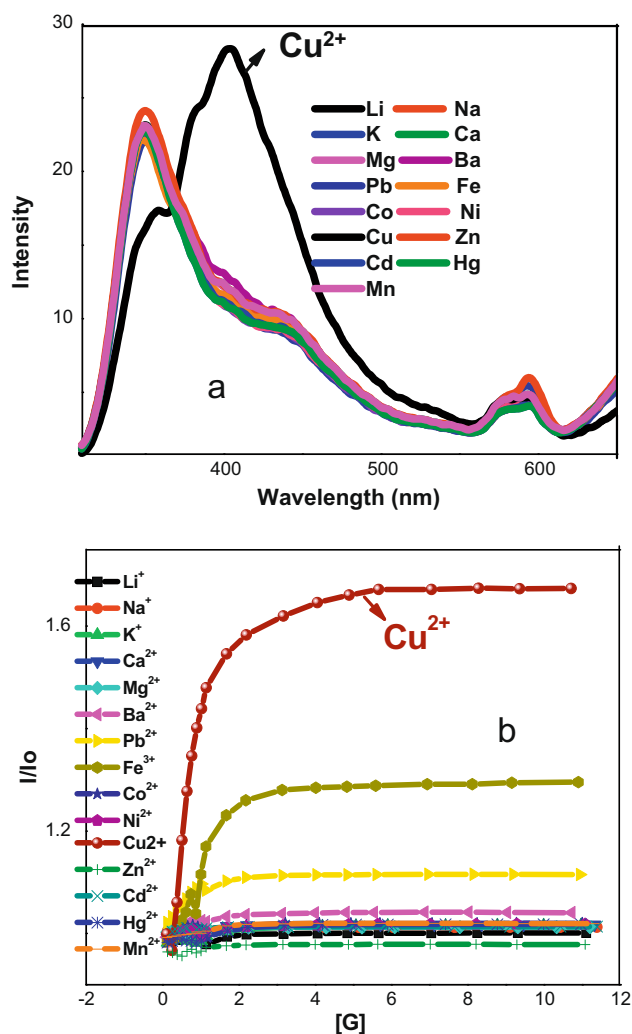 30
Cu2+
Li Na
K Ca
Mg Ba
20
Pb Fe
Intensity
Co Ni
Cu Zn
Cd Hg
Mn
10
a
400 500 600
Wavelength (nm)
Li+
Na+
1.6
K+
Cu2+
Ca2+
Mg2+
Ba2+
b
Pb2+
I/Io
Fe3+
Co2+
Ni2+
1.2
Cu2+
Zn2+
Cd2+
Hg2+
Mn2+
-2 0 2 4 6 8 10 12
[G]